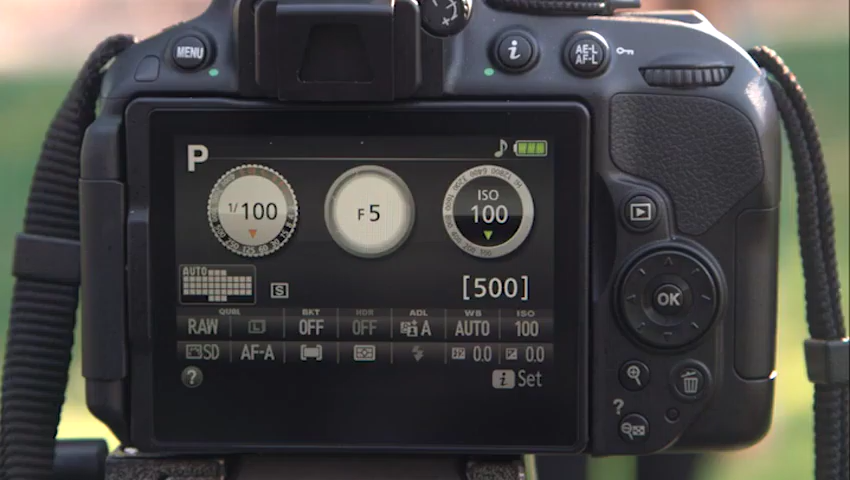 MENU
i
AE-L
AF-L
P
1/100
F5
ISO
100
AUTO
S
[500]
QUAL BKT HDR ADL WB ISO
RAW L OFF OFF A AUTO 100
SD AF-A 0.0 0.0
? i Set
OK
?